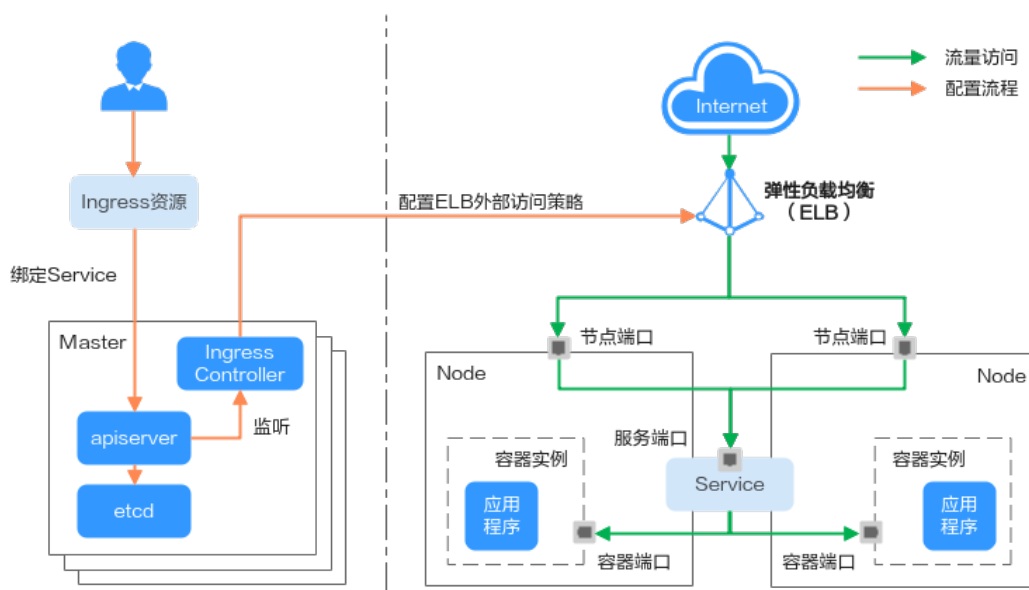 Internet
流量访问
配置流程
Ingress资源
配置ELB外部访问策略
弹性负载均衡
（ELB）
绑定Service
Master
Ingress
Controller
apiserver
监听
etcd
节点端口
节点端口
Node
Node
服务端口
容器实例
Service
容器实例
应用
程序
应用
程序
容器端口
容器端口